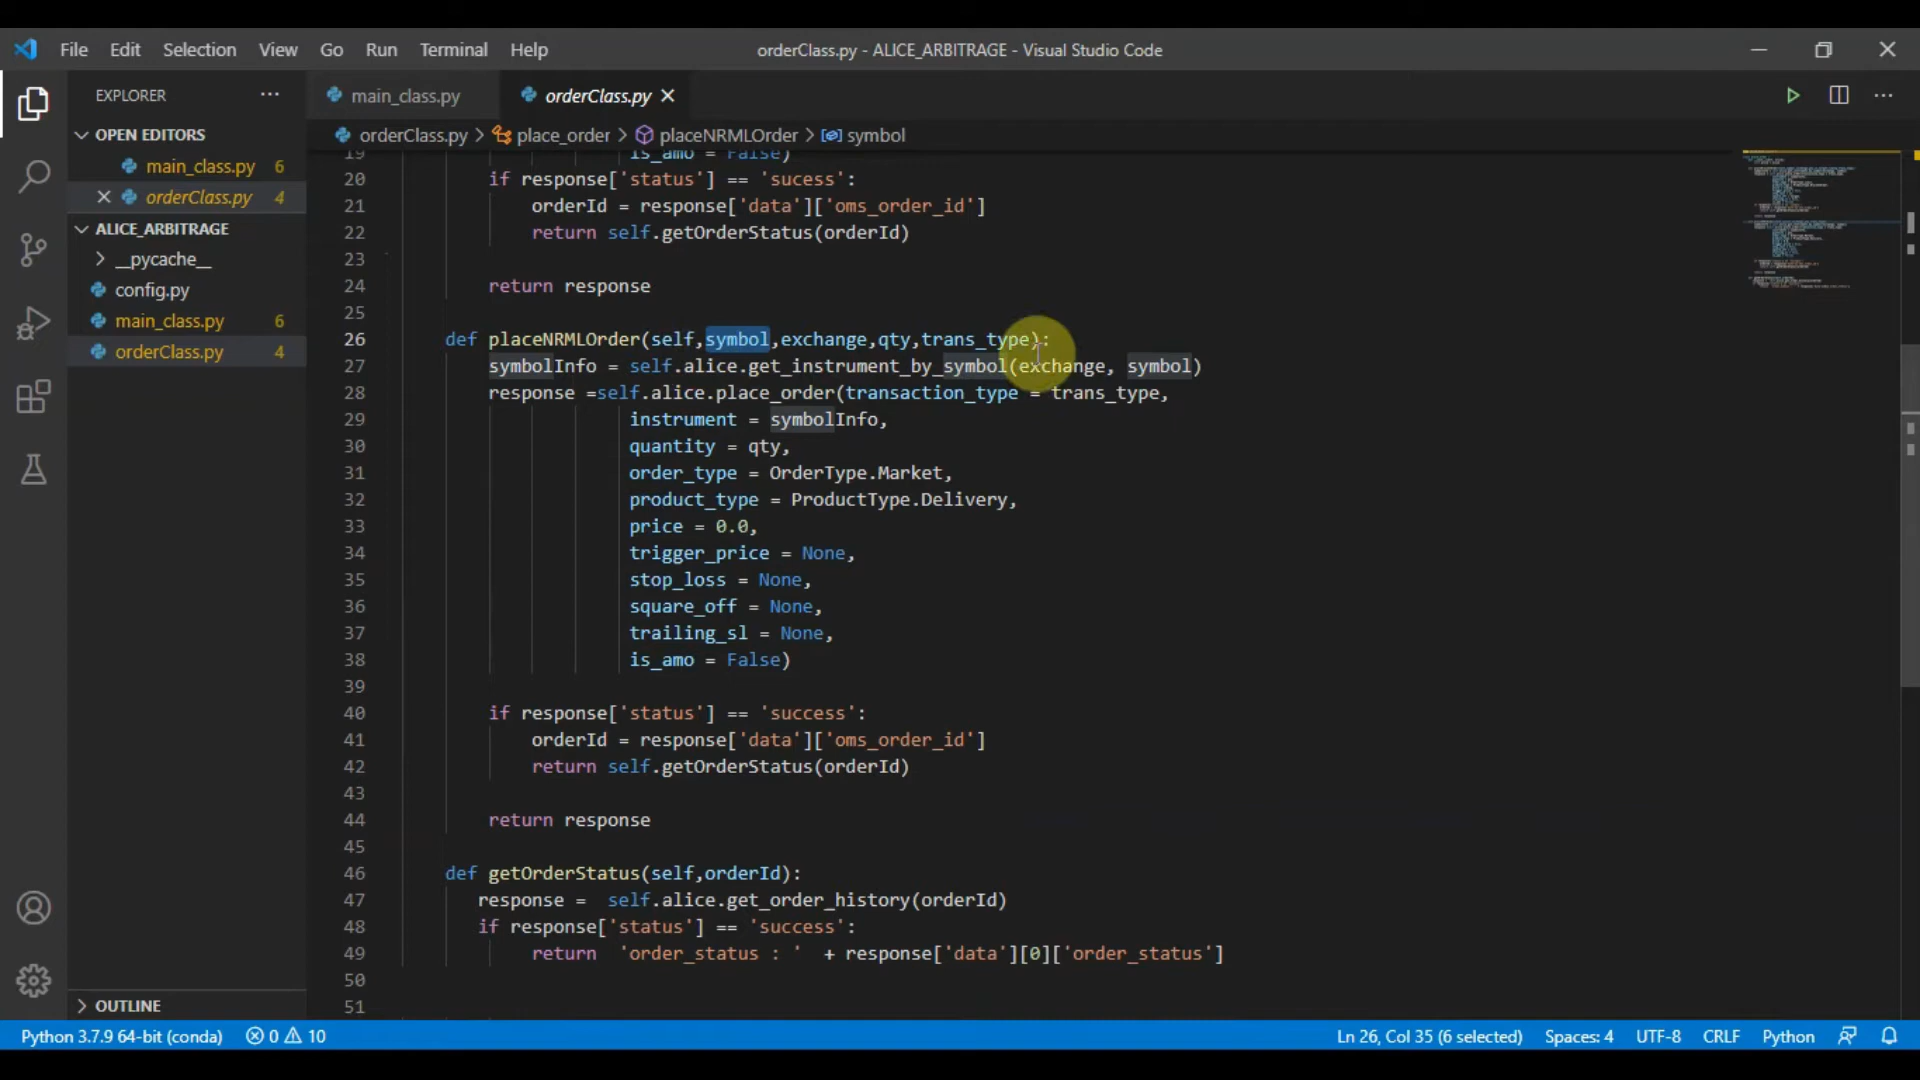 File Edit Selection View Go Run Terminal Help orderClass.py - ALICE_ARBITRAGE - Visual Studio Code
EXPLORER
OPEN EDITORS
main_class.py 6
orderClass.py 4
ALICE_ARBITRAGE
__pycache__
config.py
main_class.py 6
orderClass.py 4
OUTLINE
main_class.py orderClass.py
orderClass.py > place_order > placeNRMLOrder > symbol
19 is_amo = False)
20 if response['status'] == 'sucess':
21 orderId = response['data']['oms_order_id']
22 return self.getOrderStatus(orderId)
23
24 return response
25
26 def placeNRMLOrder(self,symbol,exchange,qty,trans_type):
27 symbolInfo = self.alice.get_instrument_by_symbol(exchange, symbol)
28 response =self.alice.place_order(transaction_type = trans_type,
29 instrument = symbolInfo,
30 quantity = qty,
31 order_type = OrderType.Market,
32 product_type = ProductType.Delivery,
33 price = 0.0,
34 trigger_price = None,
35 stop_loss = None,
36 square_off = None,
37 trailing_sl = None,
38 is_amo = False)
39
40 if response['status'] == 'success':
41 orderId = response['data']['oms_order_id']
42 return self.getOrderStatus(orderId)
43
44 return response
45
46 def getOrderStatus(self,orderId):
47 response =  self.alice.get_order_history(orderId)
48 if response['status'] == 'success':
49 return  'order_status : '  + response['data'][0]['order_status']
50
51
Python 3.7.9 64-bit (conda) 0 10 Ln 26, Col 35 (6 selected) Spaces: 4 UTF-8 CRLF Python